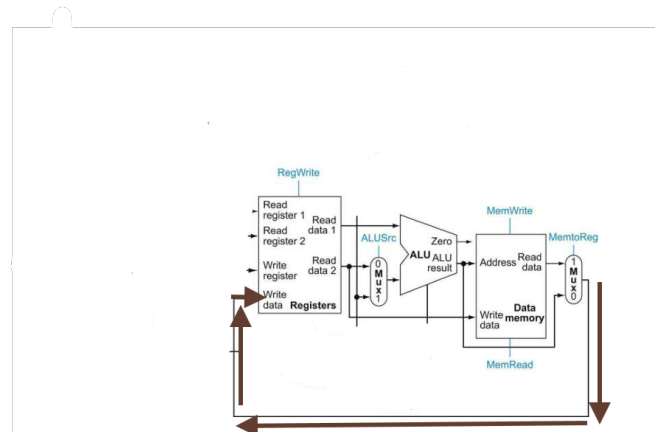 RegWrite
Read
register 1
Read
register 2
Write
register
Write
data
Read
data 1
Read
data 2
Registers
ALUSrc
0
M
u
x
1
ALU
Zero
ALU
result
MemWrite
Address
Read
data
Write
data
Data
memory
MemRead
MemtoReg
1
M
u
x
0